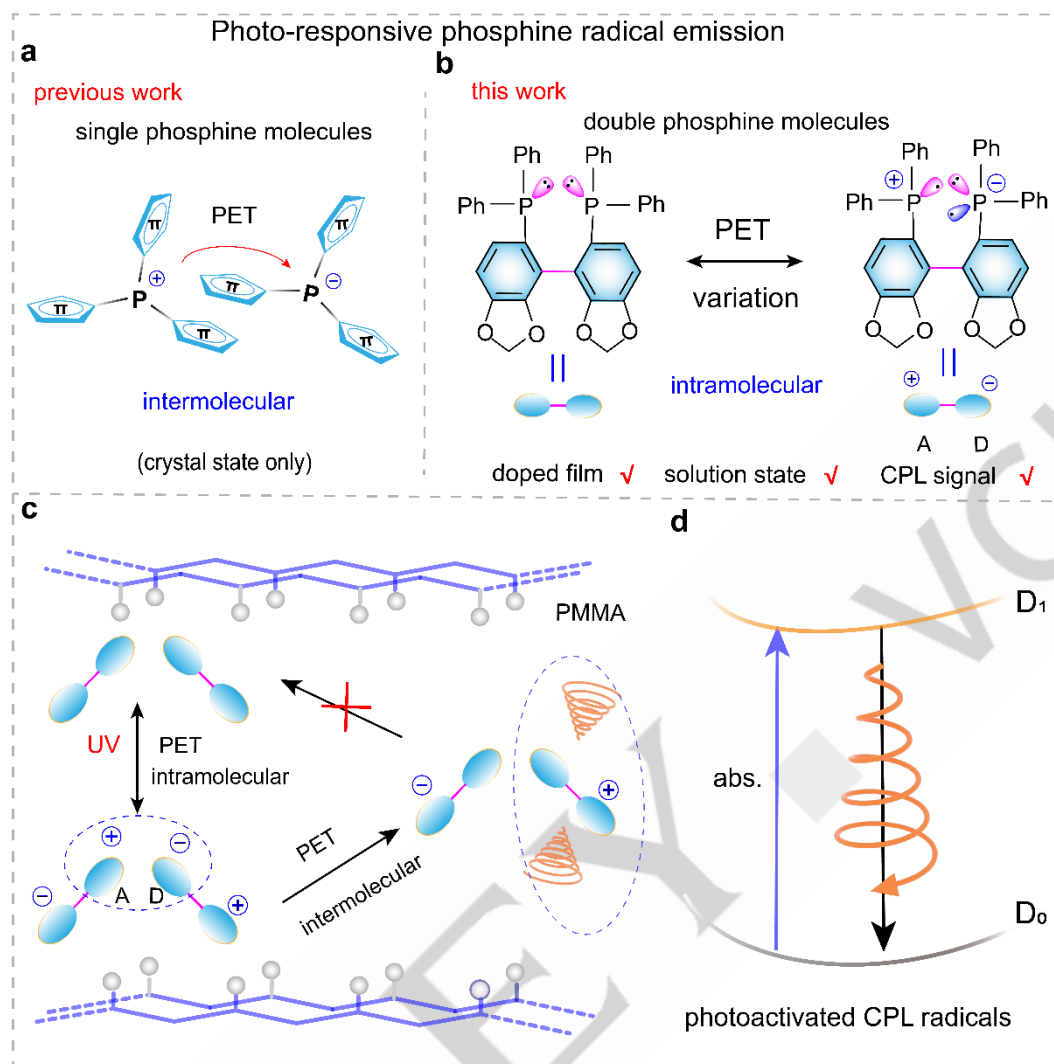 Photo-responsive phosphine radical emission
a
previous work
single phosphine molecules
PET
π
π
π
π
π
π
P
⊕
P
⊖
intermolecular
(crystal state only)
b
this work
double phosphine molecules
Ph
Ph
Ph
P
P
Ph
O
O
O
O
PET
variation
Ph
Ph
⊕
⊖
Ph
P
P
Ph
O
O
O
O
intramolecular
⊕
⊖
A
D
doped film √
solution state √
CPL signal √
c
PMMA
UV
PET
intramolecular
⊕
⊖
⊖
A
D
⊕
PET
intermolecular
⊖
⊕
d
D₁
abs.
D₀
photoactivated CPL radicals